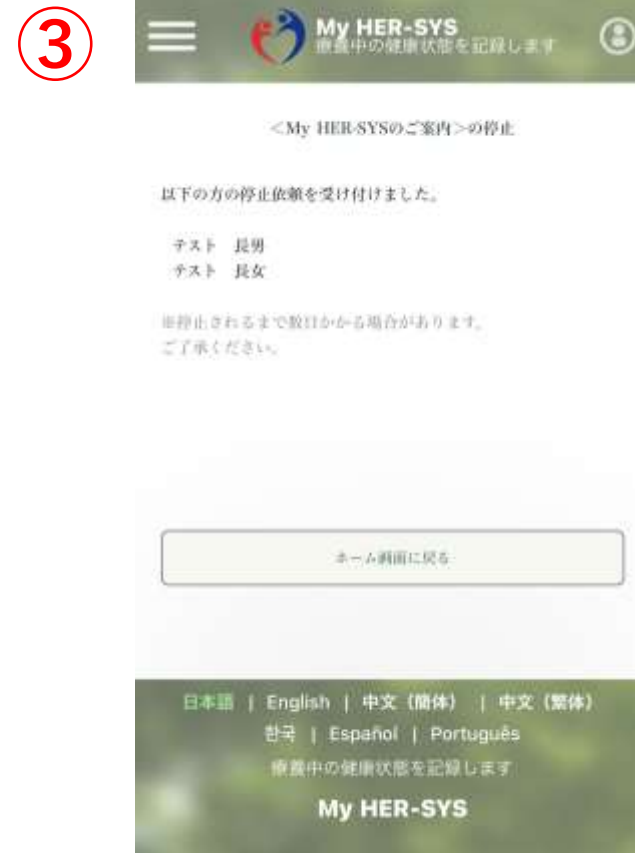 ③
My HER-SYS
療養中の健康状態を記録します
＜My HER-SYSのご案内＞の停止
以下の方の停止依頼を受け付けました。
テスト 長男
テスト 長女
※停止されるまで数日かかる場合があります。
ご了承ください。
ホーム画面に戻る
日本語 | English | 中文（簡体） | 中文（繁体）
한국 | Español | Português
療養中の健康状態を記録します
My HER-SYS